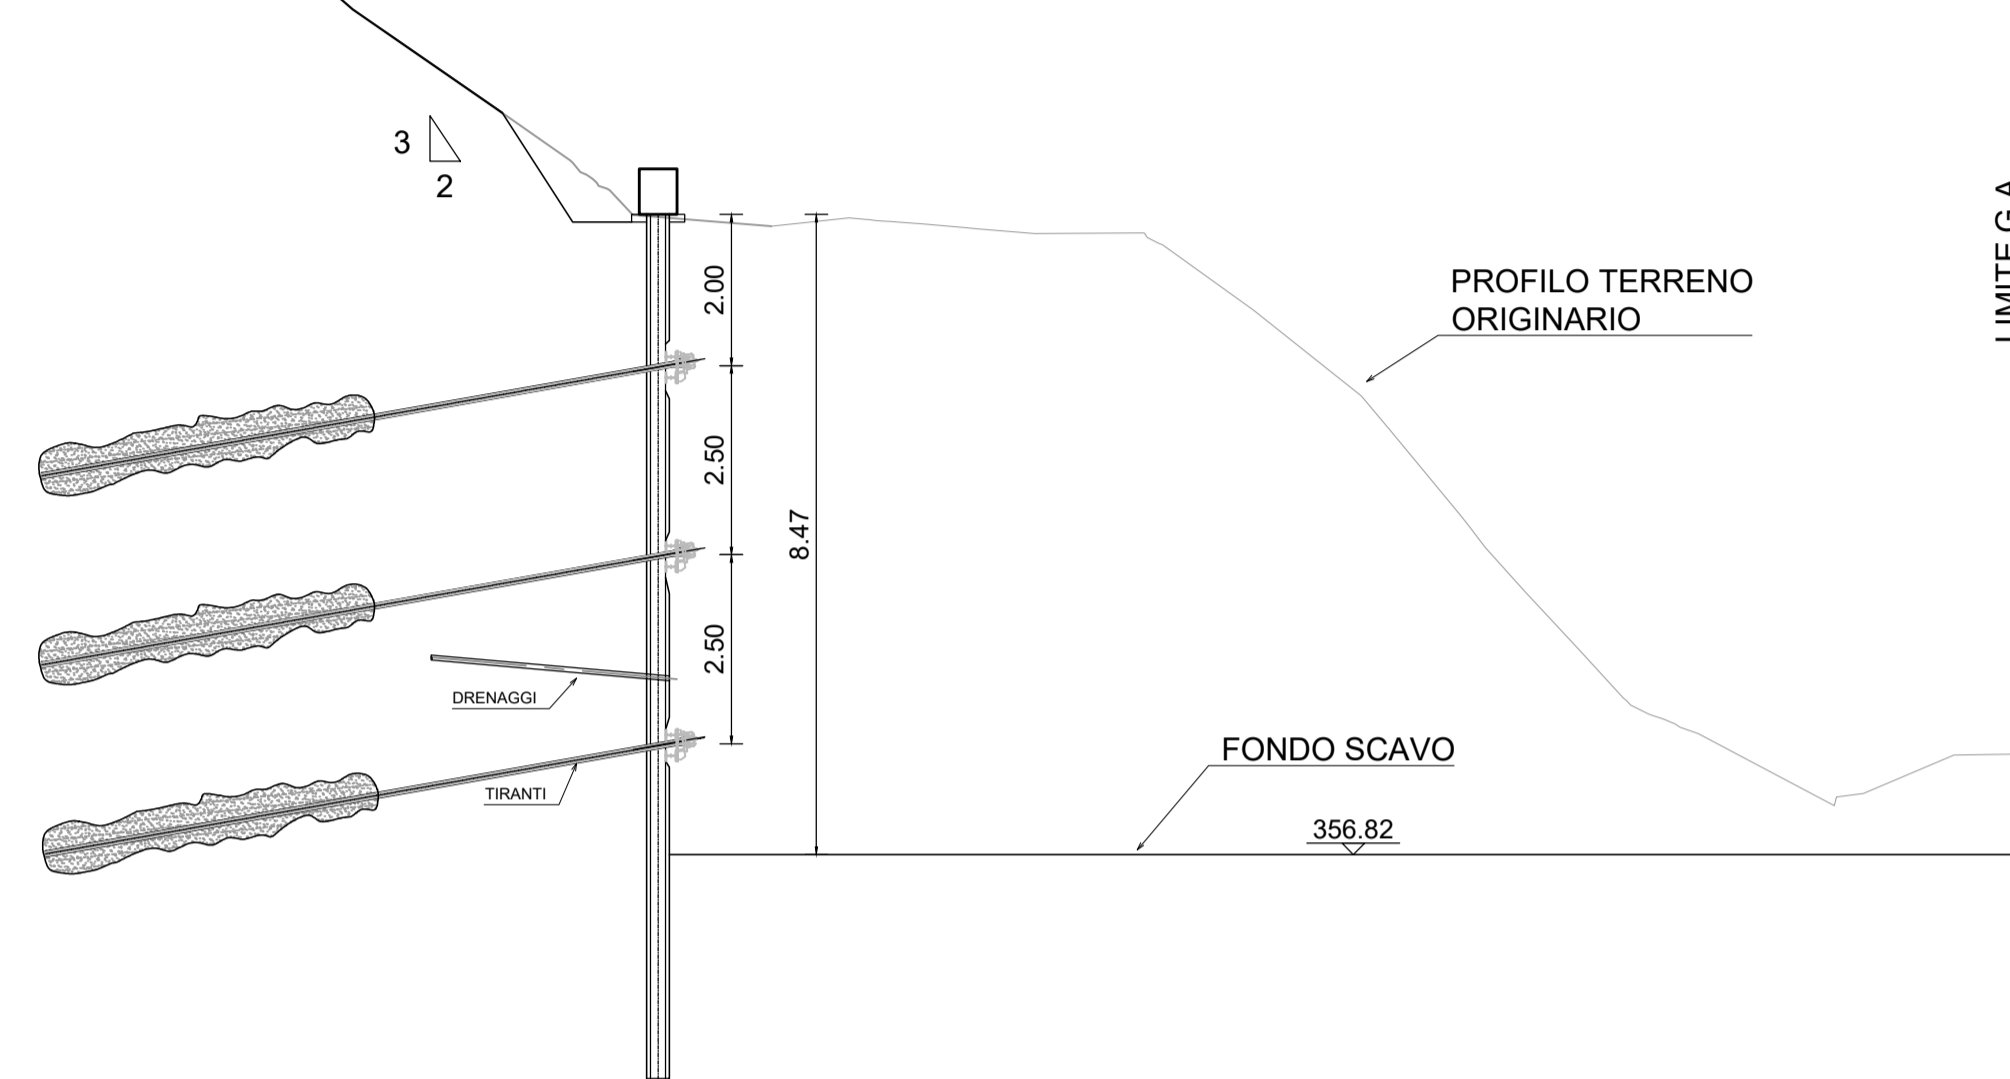 3
2
2.00
PROFILO TERRENO
ORIGINARIO
LIMITE G.A.
2.50
8.47
2.50
DRENAGGI
FONDO SCAVO
TIRANTI
356.82